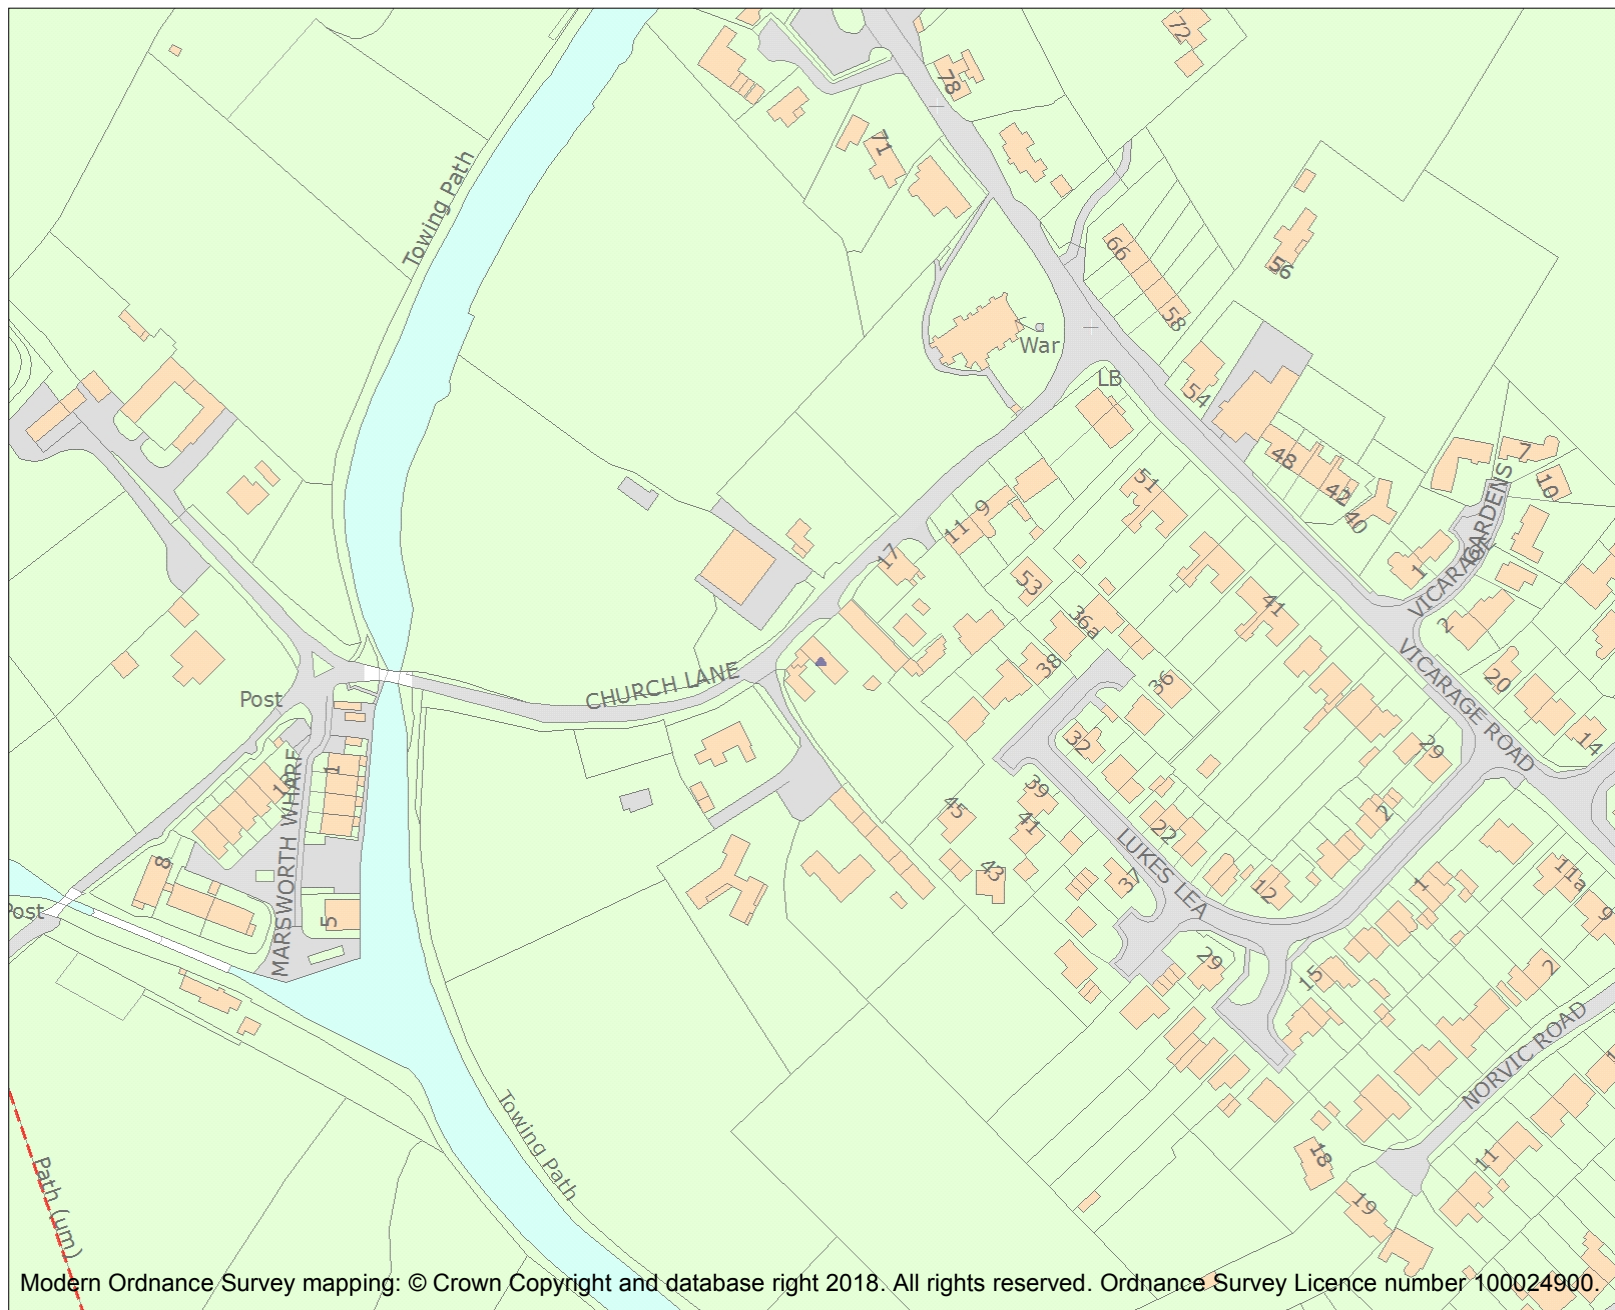 72
78
71
Towing Path
66
56
58
War
LB
54
48
42
40
7
10
VICARAGE
GARDENS
1
2
51
9
11
17
53
36a
38
41
36
VICARAGE ROAD
20
14
29
CHURCH LANE
Post
MARSWORTH WHARF
1
8
5
Post
32
39
41
45
43
22
2
LUKES LEA
37
12
1
11a
9
29
15
2
NORVIC ROAD
Towing Path
18
19
11
Path (um)
Modern Ordnance Survey mapping: © Crown Copyright and database right 2018. All rights reserved. Ordnance Survey Licence number 100024900.